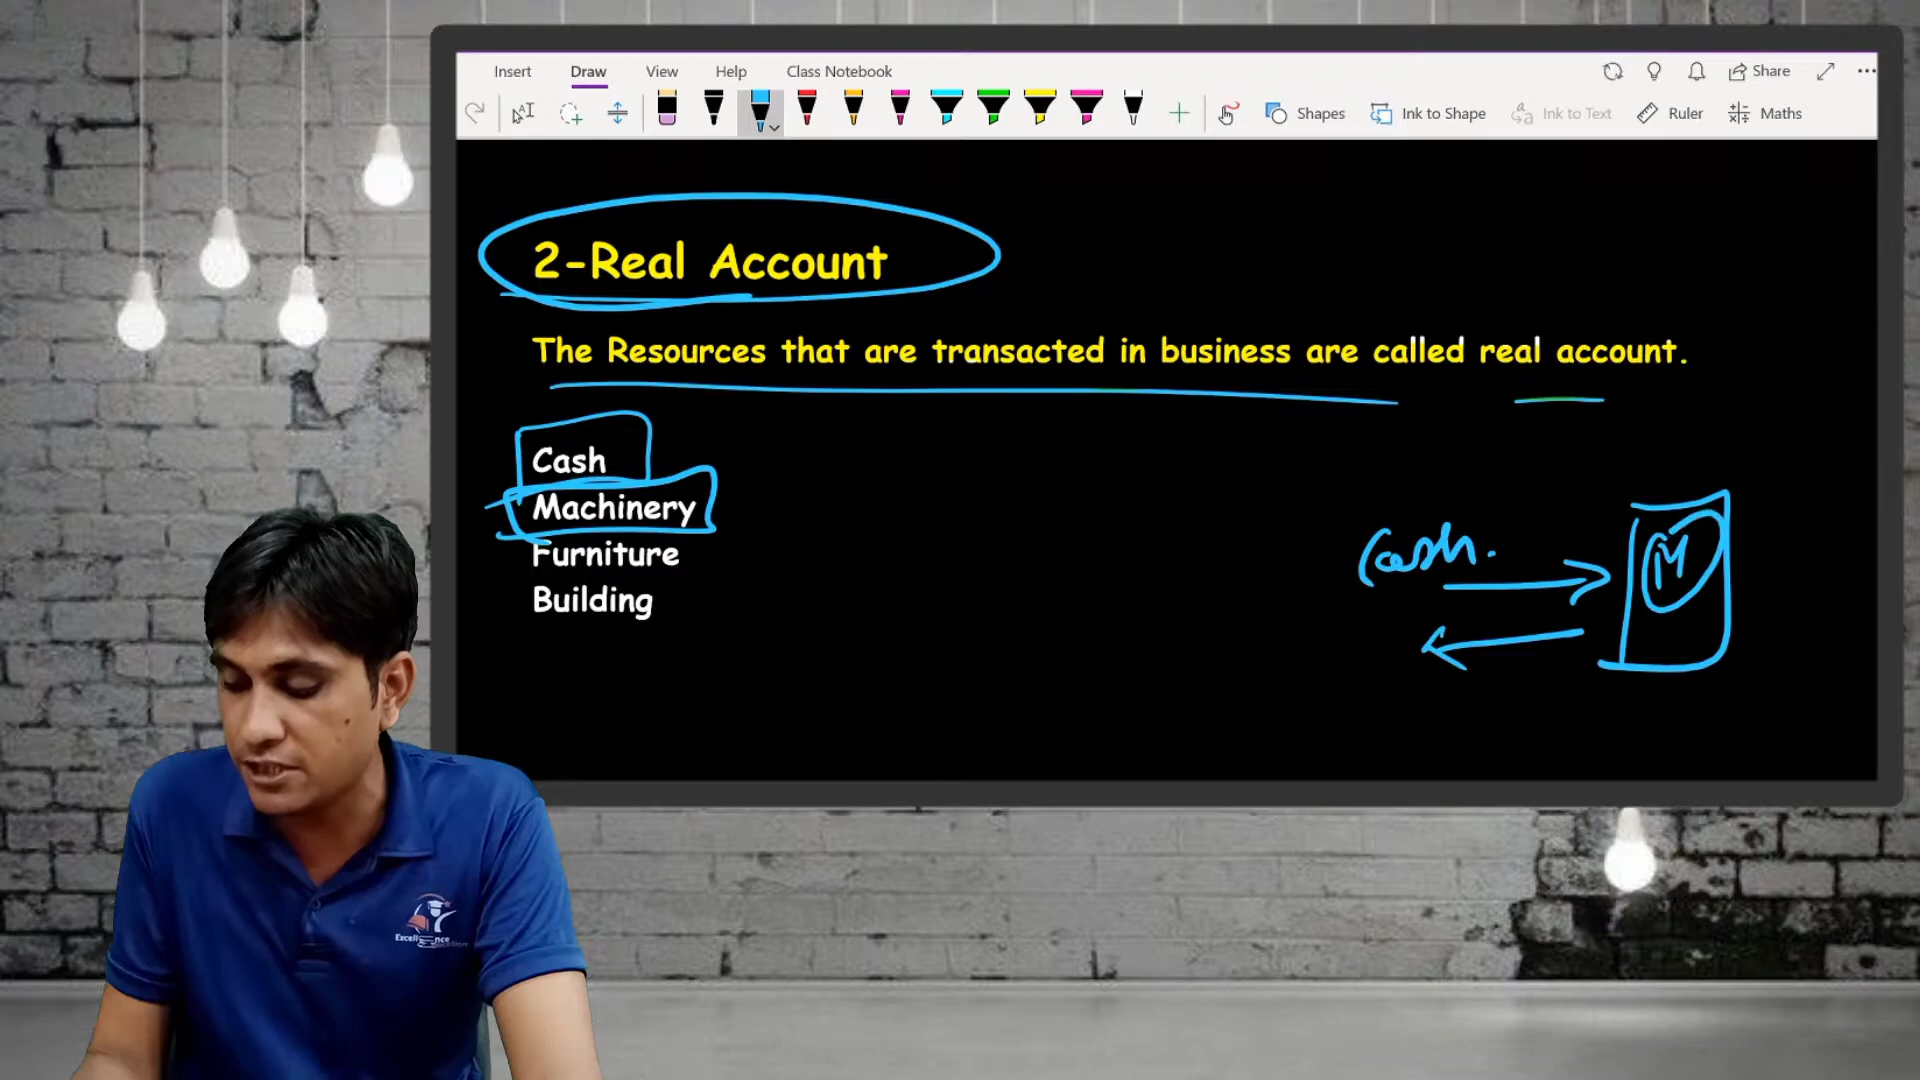 Insert Draw View Help Class Notebook Share
Shapes Ink to Shape Ink to Text Ruler Maths
2-Real Account
The Resources that are transacted in business are called real account.
Cash
Machinery
Furniture
Building
Cash.
M